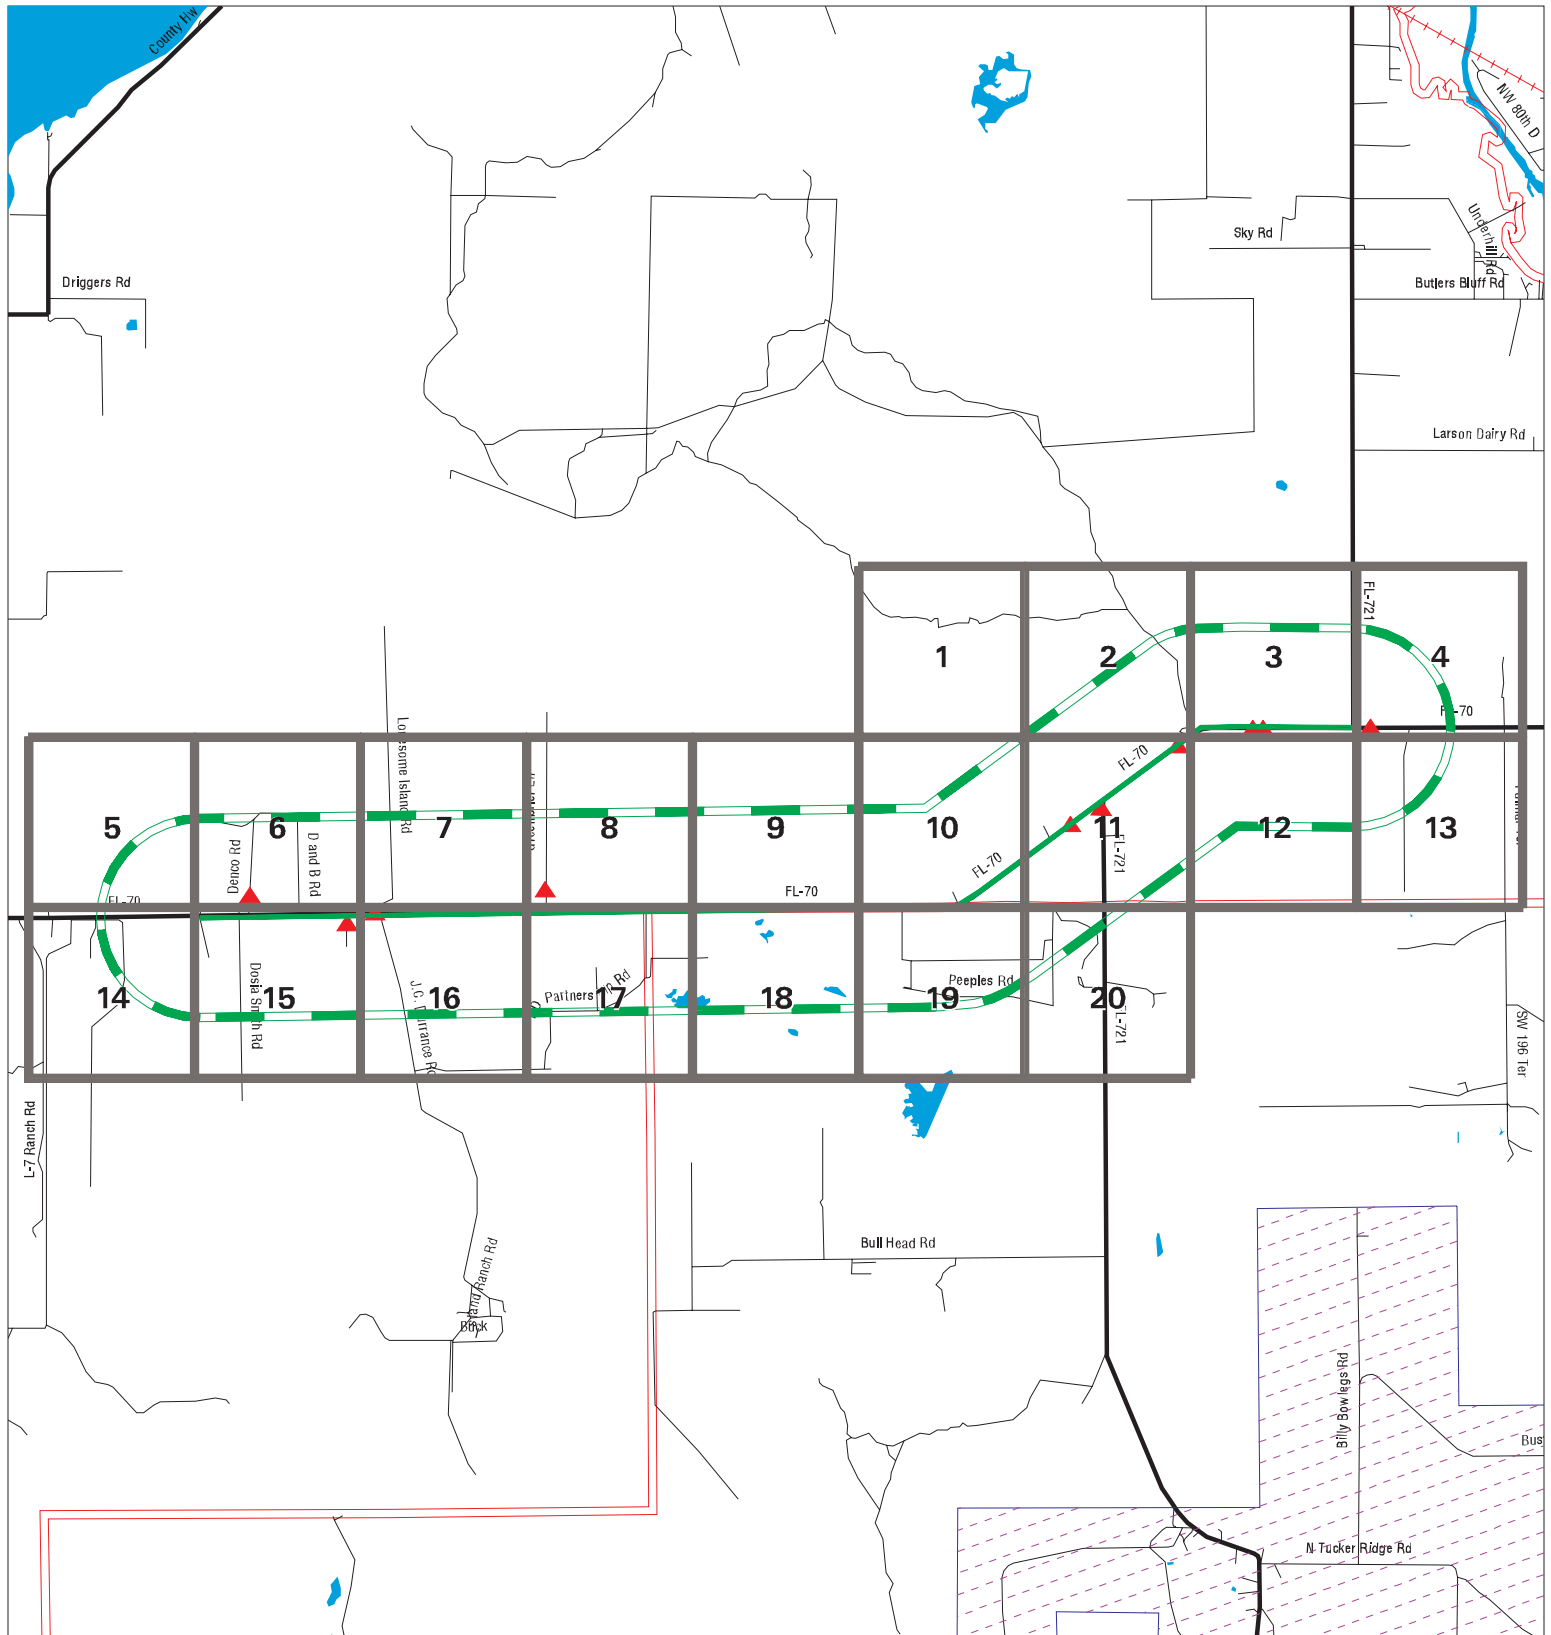 County Hw
NW 80th D
Sky Rd
Underhill Rd
Driggers Rd
Butlers Bluff Rd
Larson Dairy Rd
FL-721
1
2
3
4
FL-70
Lonesome Island Rd
FL-70
5
6
7
8
9
10
11
12
13
Denco Rd
D and B Rd
FL-721
FL-70
FL-70
FL-70
Peeples Rd
Partners Rd
14
15
16
17
18
19
20
Dosia Smith Rd
FL-721
SW 196 Ter
L-7 Ranch Rd
Bull Head Rd
Buck
Billy Bowlegs Rd
Bus
N Tucker Ridge Rd